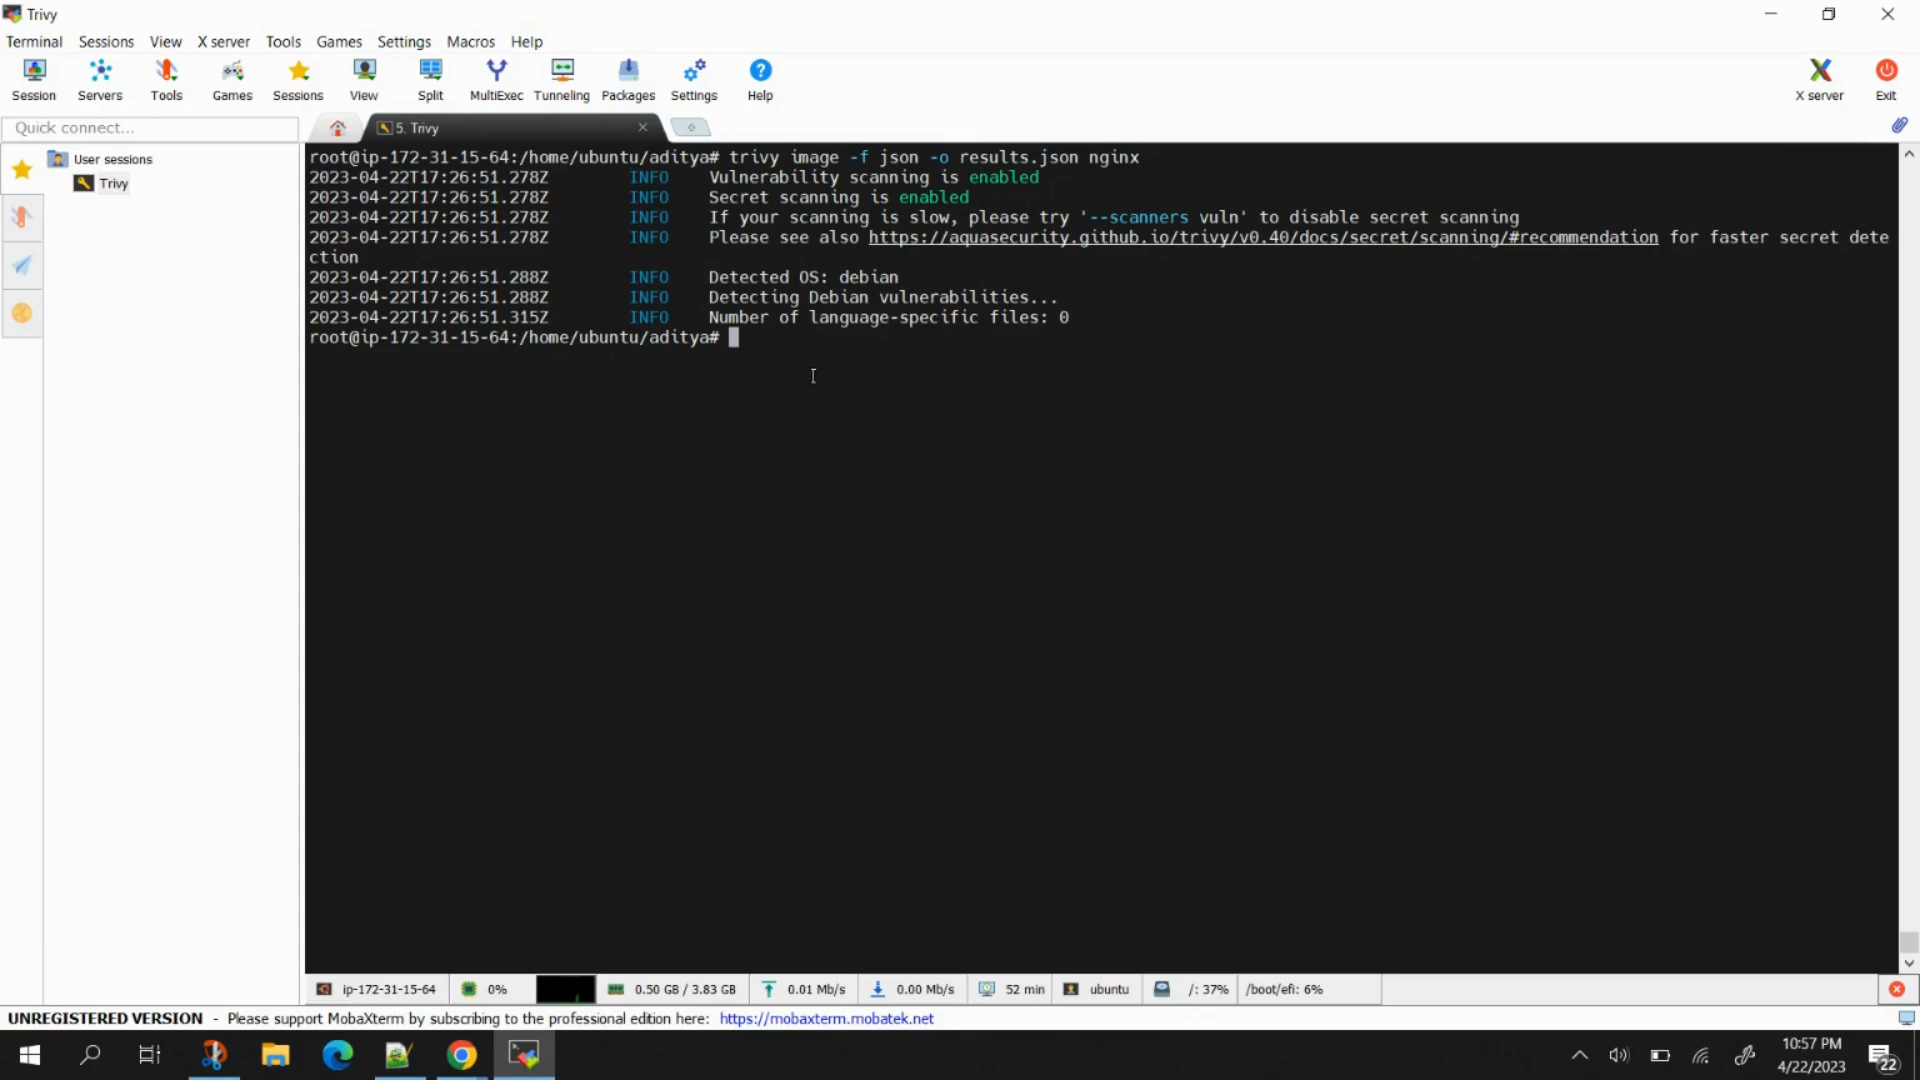 Trivy
Terminal Sessions View X server Tools Games Settings Macros Help
Session Servers Tools Games Sessions View Split MultiExec Tunneling Packages Settings Help X server Exit
Quick connect...
5. Trivy
User sessions
Trivy
root@ip-172-31-15-64:/home/ubuntu/aditya# trivy image -f json -o results.json nginx
2023-04-22T17:26:51.278Z INFO Vulnerability scanning is enabled
2023-04-22T17:26:51.278Z INFO Secret scanning is enabled
2023-04-22T17:26:51.278Z INFO If your scanning is slow, please try '--scanners vuln' to disable secret scanning
2023-04-22T17:26:51.278Z INFO Please see also https://aquasecurity.github.io/trivy/v0.40/docs/secret/scanning/#recommendation for faster secret dete
ction
2023-04-22T17:26:51.288Z INFO Detected OS: debian
2023-04-22T17:26:51.288Z INFO Detecting Debian vulnerabilities...
2023-04-22T17:26:51.315Z INFO Number of language-specific files: 0
root@ip-172-31-15-64:/home/ubuntu/aditya#
ip-172-31-15-64 0% 0.50 GB / 3.83 GB 0.01 Mb/s 0.00 Mb/s 52 min ubuntu /: 37% /boot/efi: 6%
UNREGISTERED VERSION - Please support MobaXterm by subscribing to the professional edition here: https://mobaxterm.mobatek.net
10:57 PM
4/22/2023
22